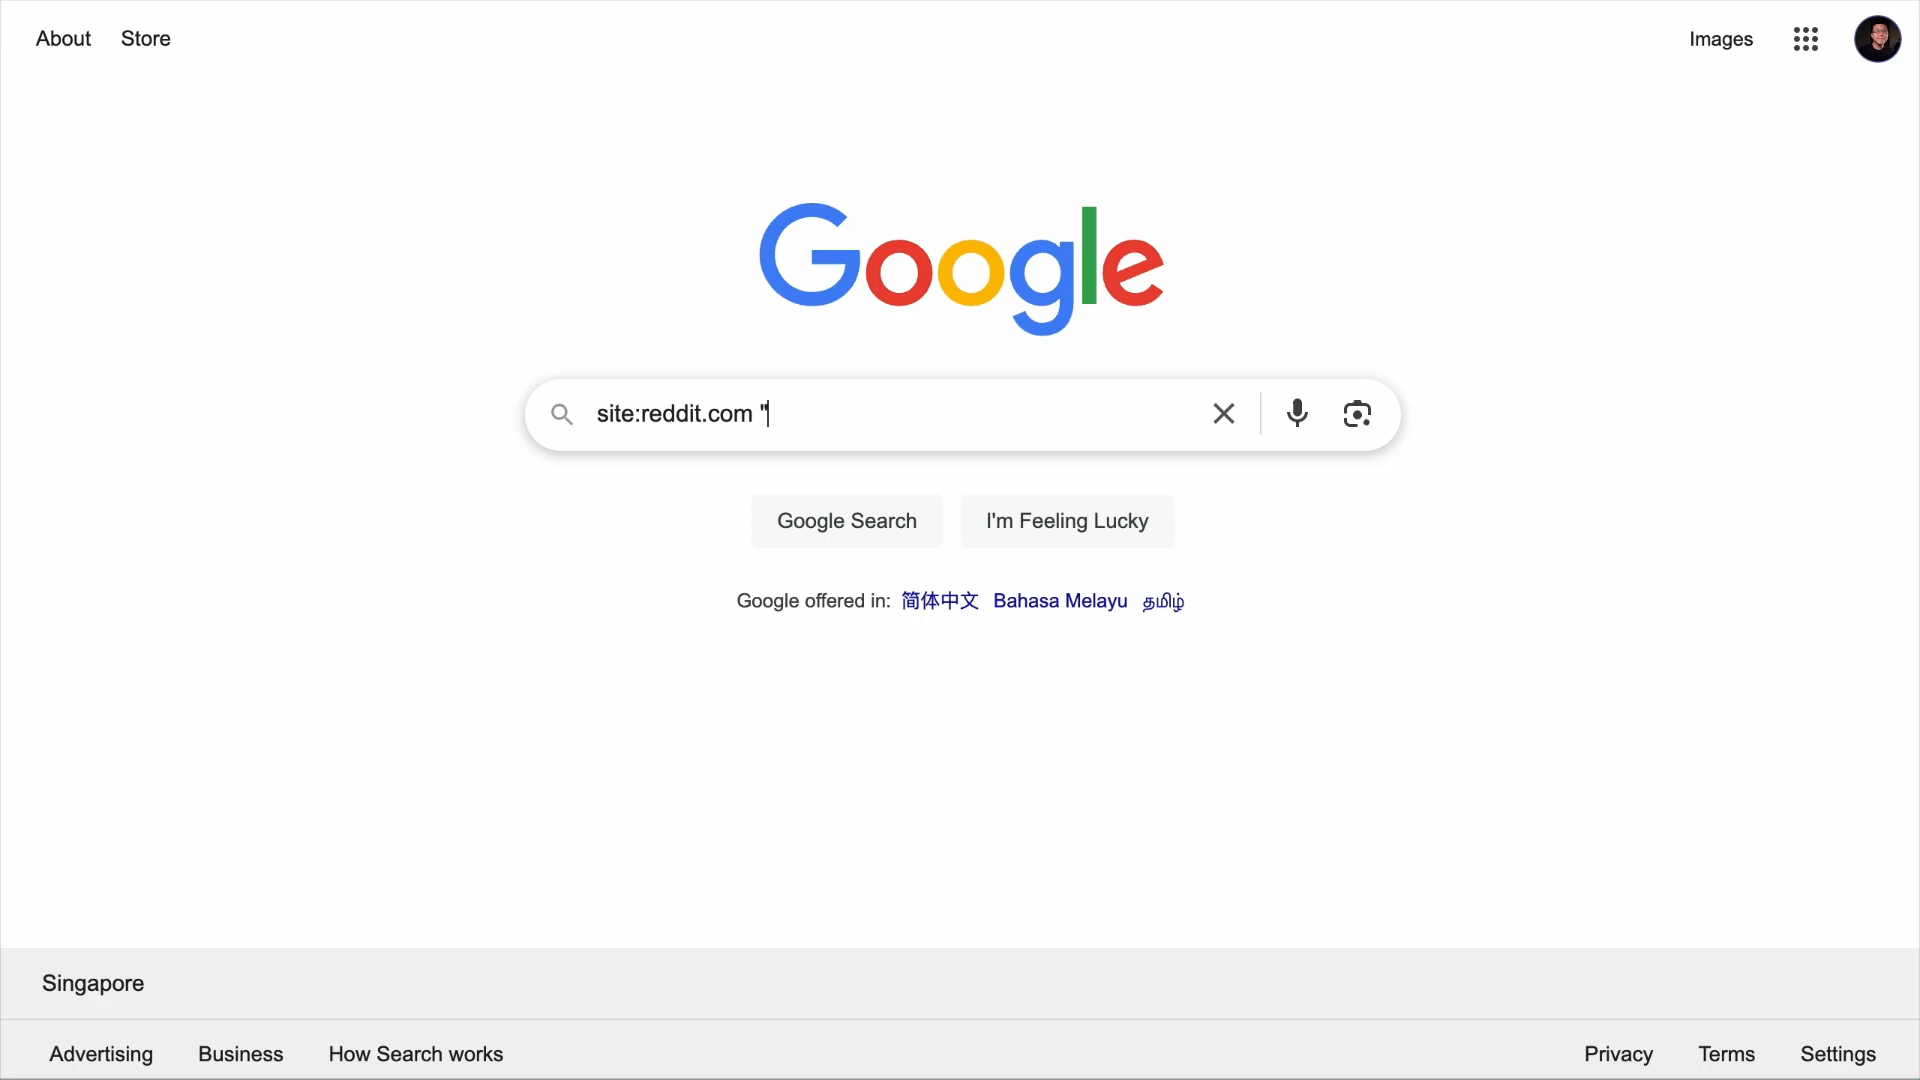 About Store Images
Google
site:reddit.com "
Google Search I'm Feeling Lucky
Google offered in: 简体中文 Bahasa Melayu தமிழ்
Singapore
Advertising Business How Search works Privacy Terms Settings